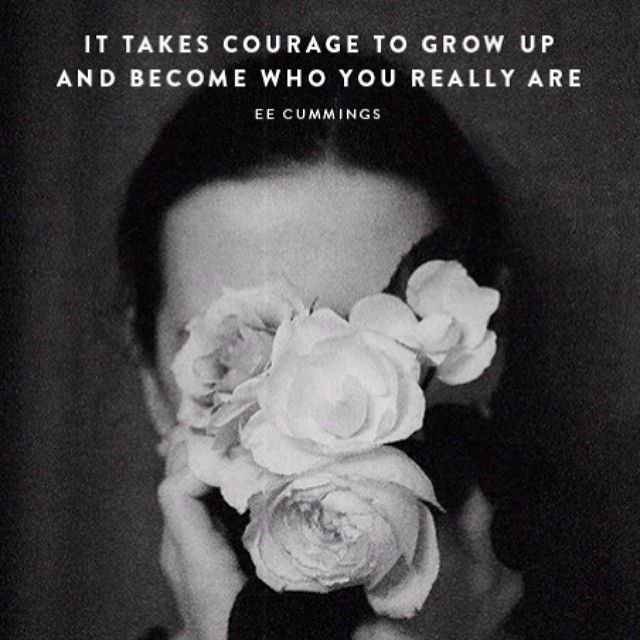 IT TAKES COURAGE TO GROW UP
AND BECOME WHO YOU REALLY ARE
EE CUMMINGS